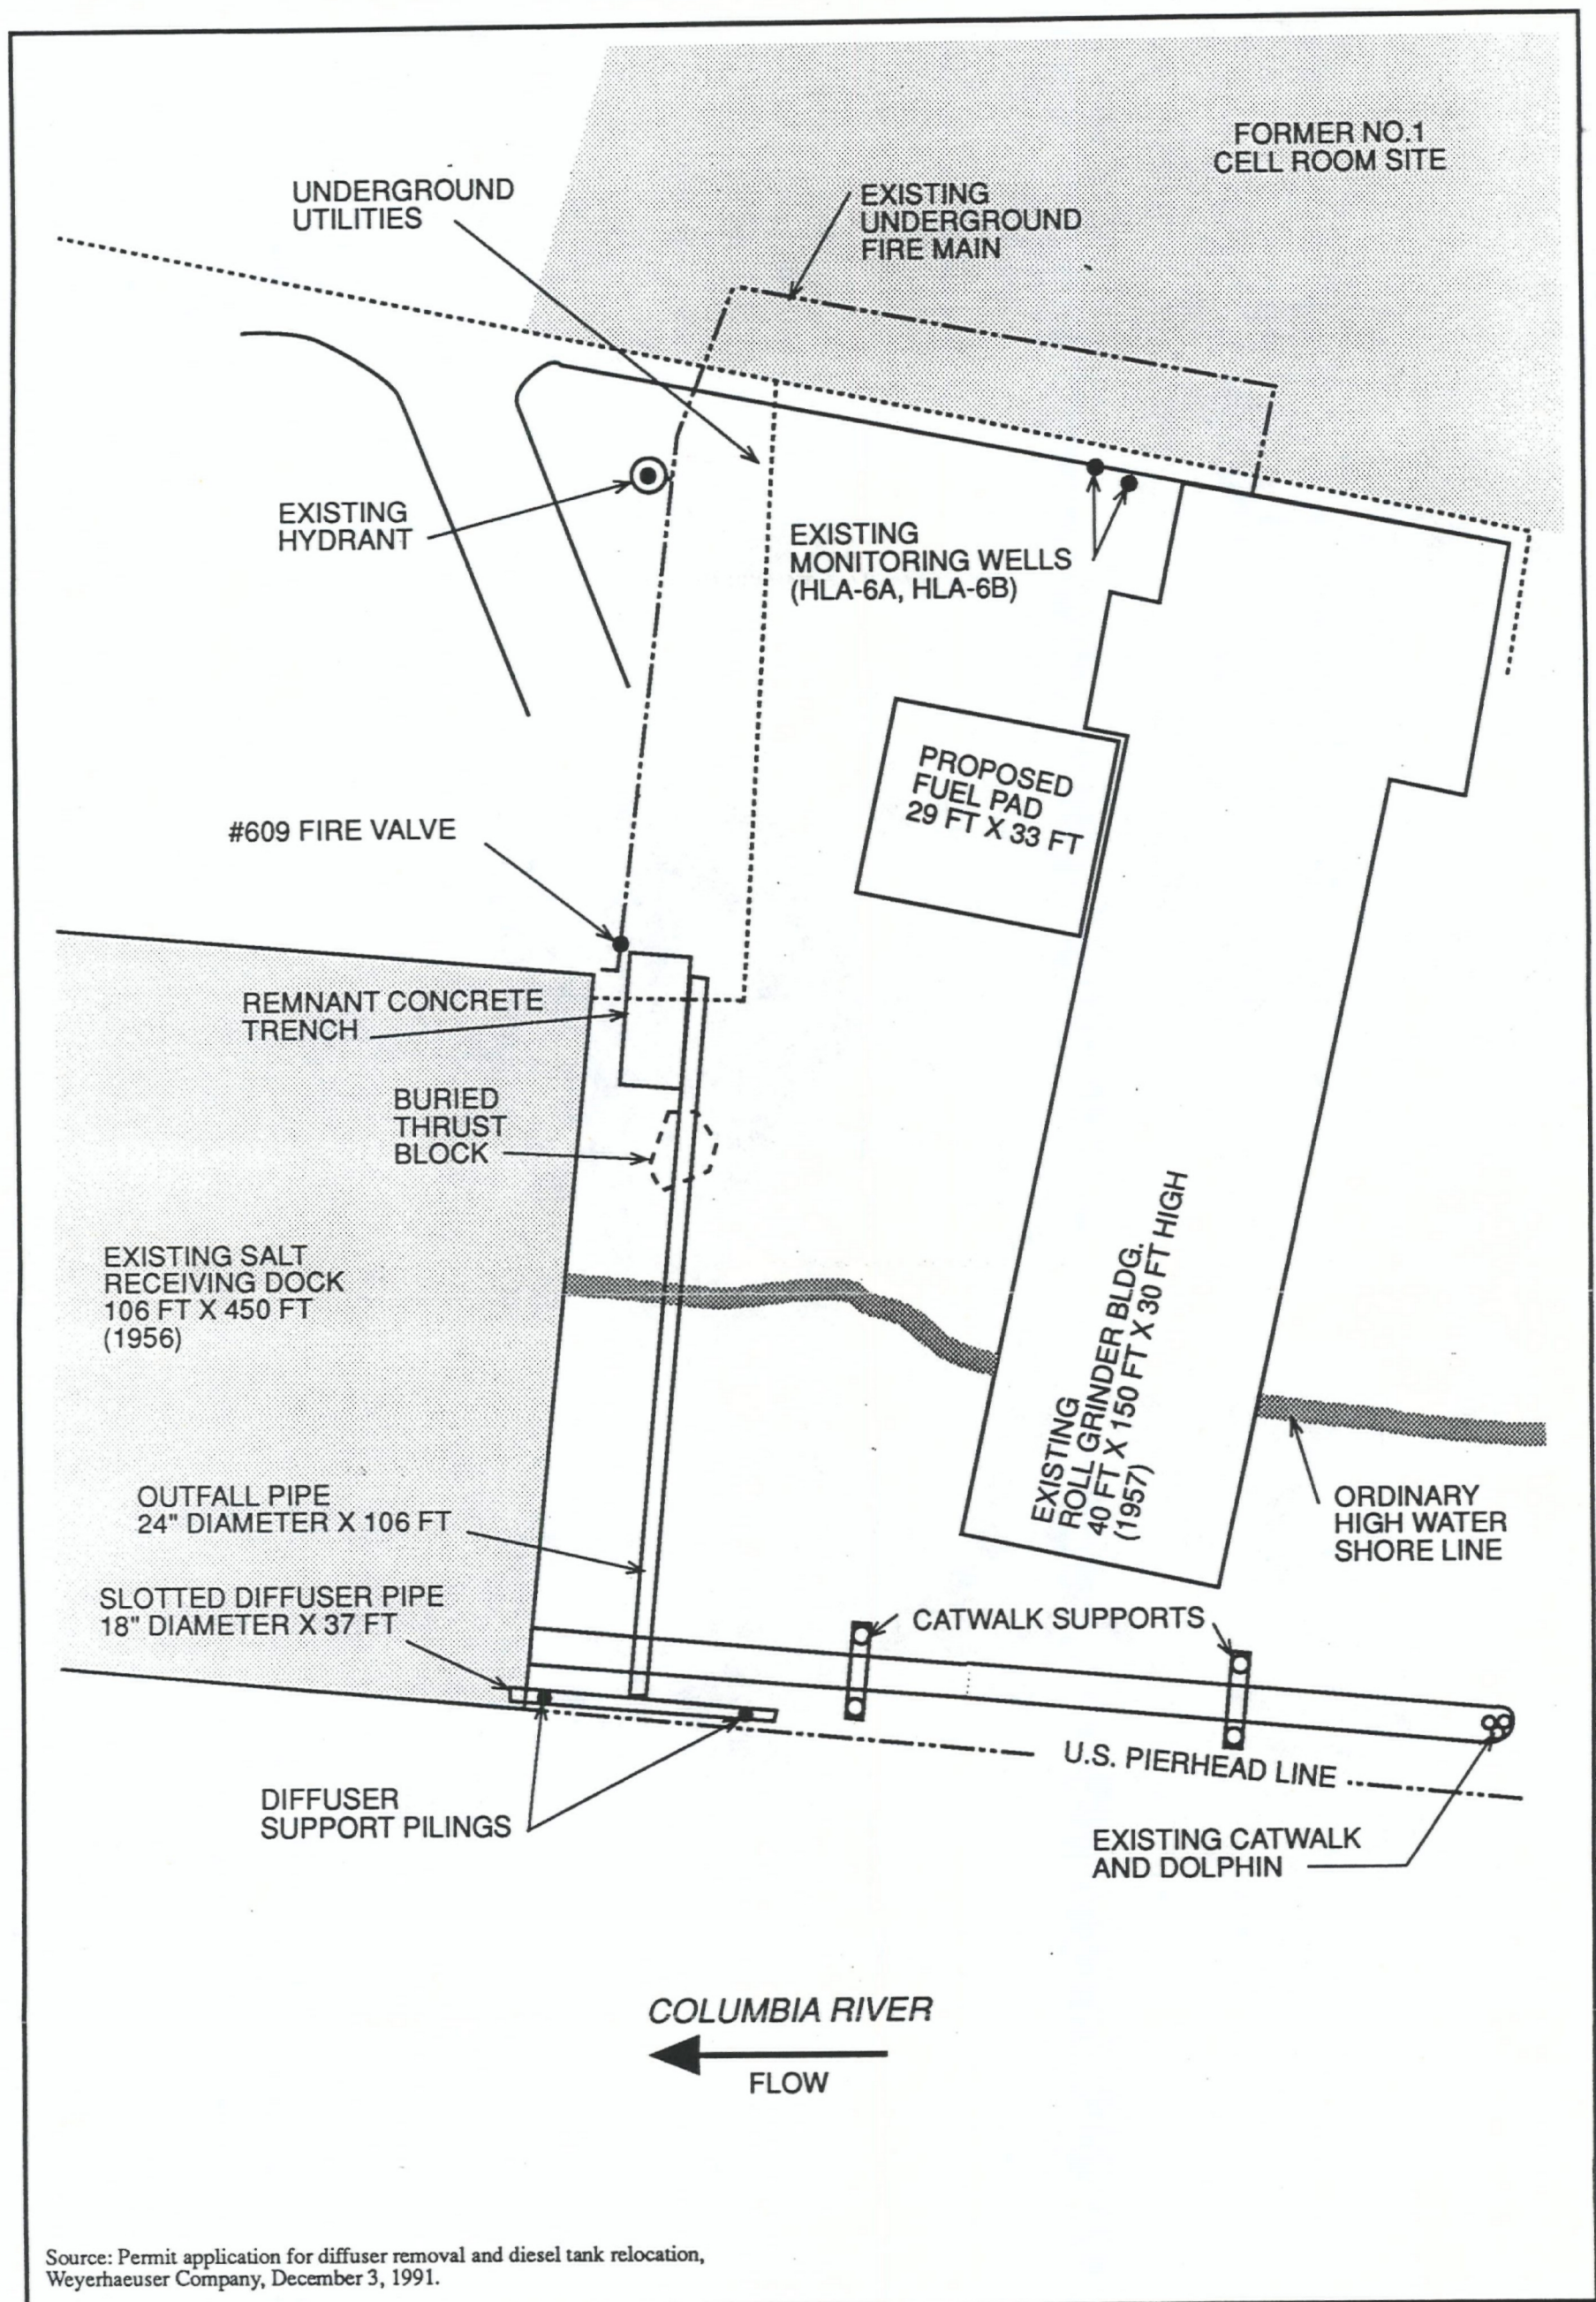 FORMER NO.1
CELL ROOM SITE
UNDERGROUND
UTILITIES
EXISTING
UNDERGROUND
FIRE MAIN
EXISTING
HYDRANT
EXISTING
MONITORING WELLS
(HLA-6A, HLA-6B)
PROPOSED
FUEL PAD
29 FT X 33 FT
#609 FIRE VALVE
REMNANT CONCRETE
TRENCH
BURIED
THRUST
BLOCK
EXISTING SALT
RECEIVING DOCK
106 FT X 450 FT
(1956)
EXISTING
ROLL GRINDER BLDG.
40 FT X 150 FT X 30 FT HIGH
(1957)
OUTFALL PIPE
24" DIAMETER X 106 FT
ORDINARY
HIGH WATER
SHORE LINE
SLOTTED DIFFUSER PIPE
18" DIAMETER X 37 FT
CATWALK SUPPORTS
U.S. PIERHEAD LINE
DIFFUSER
SUPPORT PILINGS
EXISTING CATWALK
AND DOLPHIN
COLUMBIA RIVER
FLOW
Source: Permit application for diffuser removal and diesel tank relocation,
Weyerhaeuser Company, December 3, 1991.